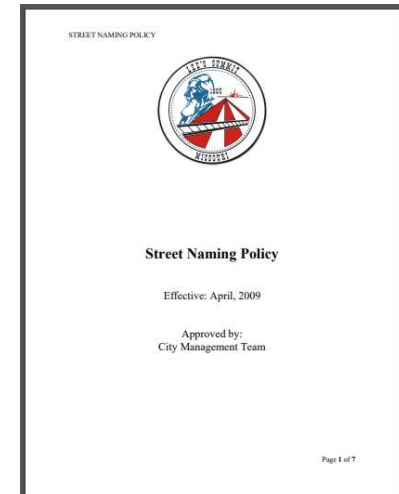 STREET NAMING POLICY
LEE'S SUMMIT
1865
MISSOURI
Street Naming Policy
Effective: April, 2009
Approved by:
City Management Team
Page 1 of 7